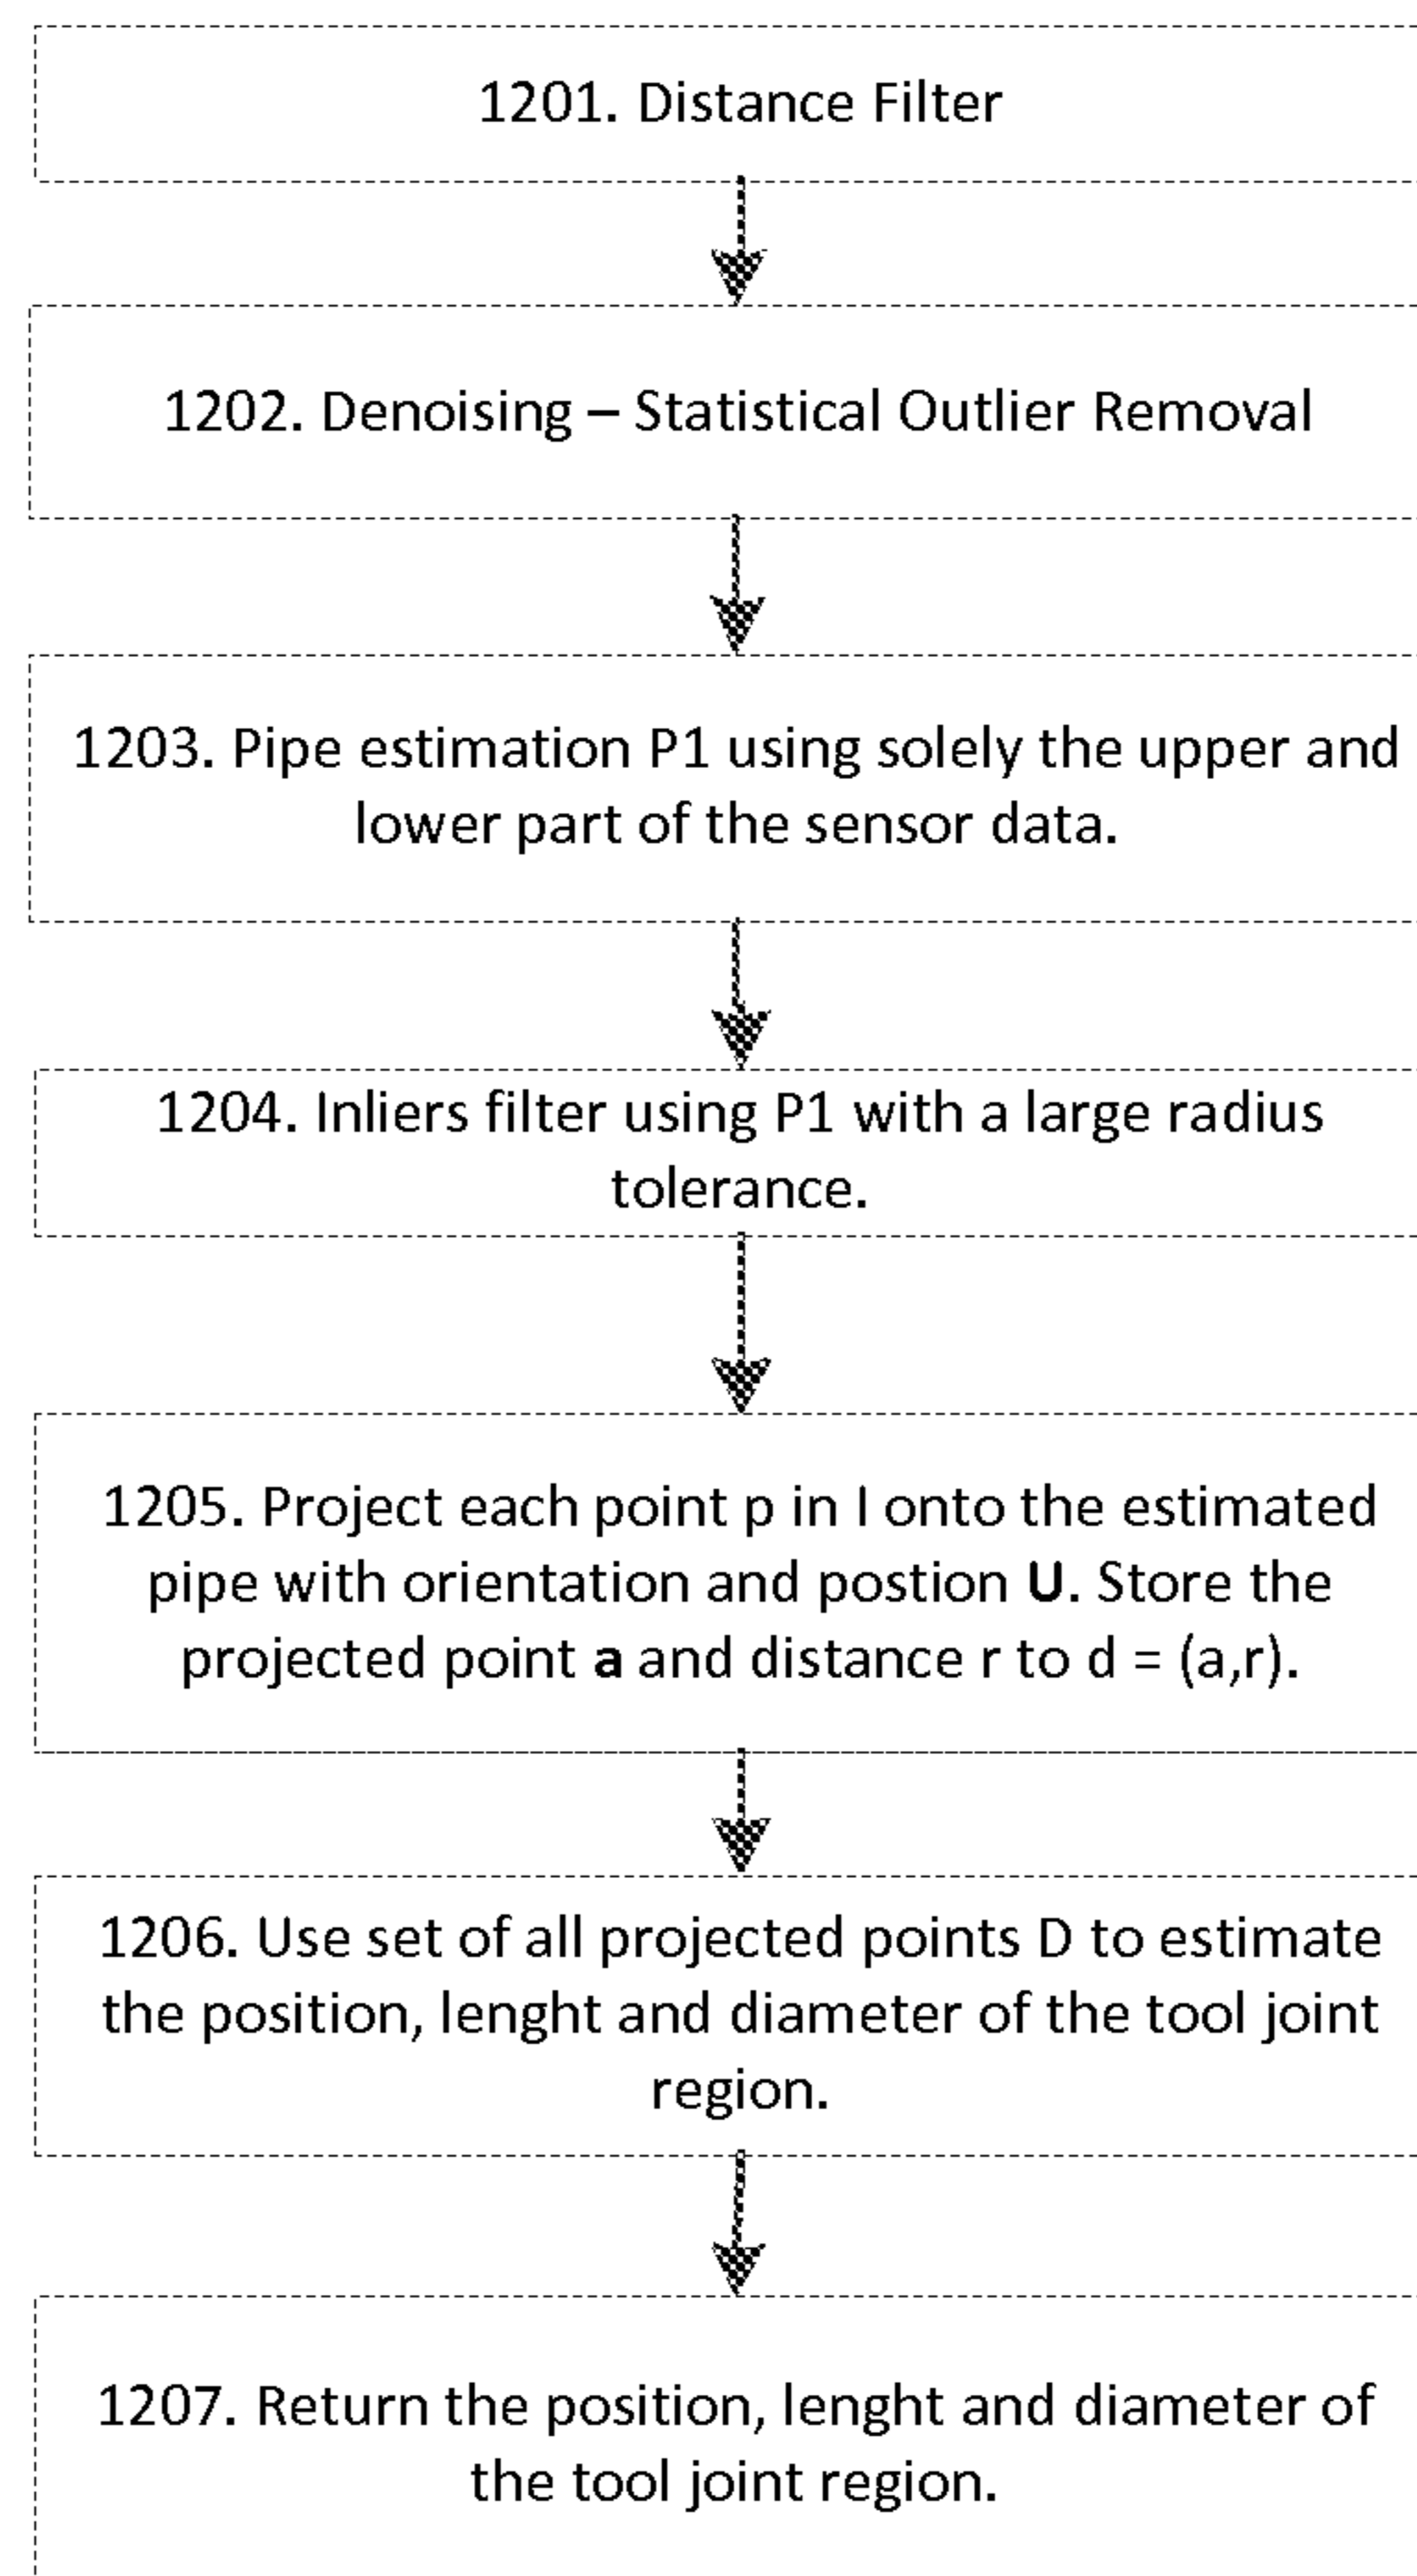 1201. Distance Filter
1202. Denoising – Statistical Outlier Removal
1203. Pipe estimation P1 using solely the upper and
lower part of the sensor data.
1204. Inliers filter using P1 with a large radius
tolerance.
1205. Project each point p in I onto the estimated
pipe with orientation and postion U. Store the
projected point a and distance r to d = (a,r).
1206. Use set of all projected points D to estimate
the position, lenght and diameter of the tool joint
region.
1207. Return the position, lenght and diameter of
the tool joint region.